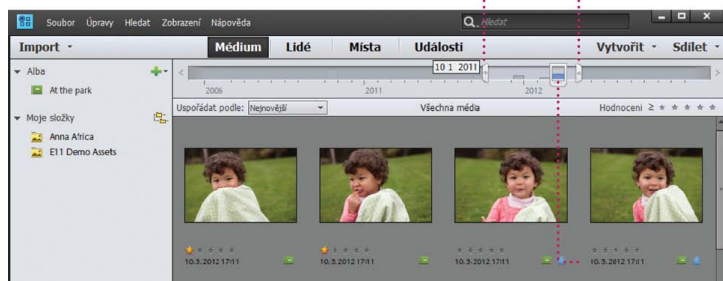 Soubor Úpravy Hledat Zobrazení Nápověda
Hledat
Import
Médium Lidé Místa Události
Vytvořit Sdílet
Alba
At the park
Moje složky
Anna Africa
E11 Demo Assets
10 1 2011
2006 2011 2012
Uspořádat podle: Nejnovější
Všechna média
Hodnocení ≥
10.3.2012 17:11 10.3.2012 17:11 10.3.2012 17:11 10.3.2012 17:11